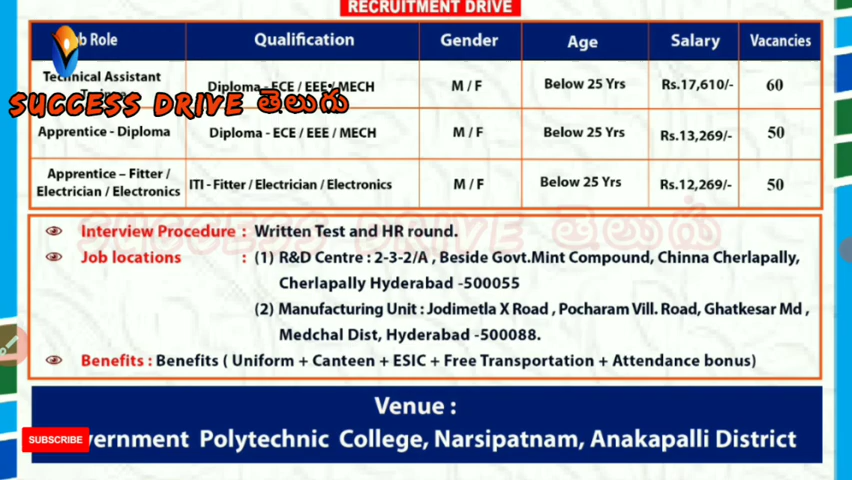 RECRUITMENT DRIVE
Job Role Qualification Gender Age Salary Vacancies
Technical Assistant
Diploma - ECE / EEE / MECH M / F Below 25 Yrs Rs.17,610/- 60
SUCCESS DRIVE తెలుగు
Apprentice - Diploma Diploma - ECE / EEE / MECH M / F Below 25 Yrs Rs.13,269/- 50
Apprentice – Fitter /
Electrician / Electronics ITI - Fitter / Electrician / Electronics M / F Below 25 Yrs Rs.12,269/- 50
SUCCESS DRIVE తెలుగు
Interview Procedure : Written Test and HR round.
Job locations : (1) R&D Centre : 2-3-2/A , Beside Govt.Mint Compound, Chinna Cherlapally,
Cherlapally Hyderabad -500055
(2) Manufacturing Unit : Jodimetla X Road , Pocharam Vill. Road, Ghatkesar Md ,
Medchal Dist, Hyderabad -500088.
Benefits : Benefits ( Uniform + Canteen + ESIC + Free Transportation + Attendance bonus)
Venue :
SUBSCRIBE
Polytechnic College, Narsipatnam, Anakapalli District